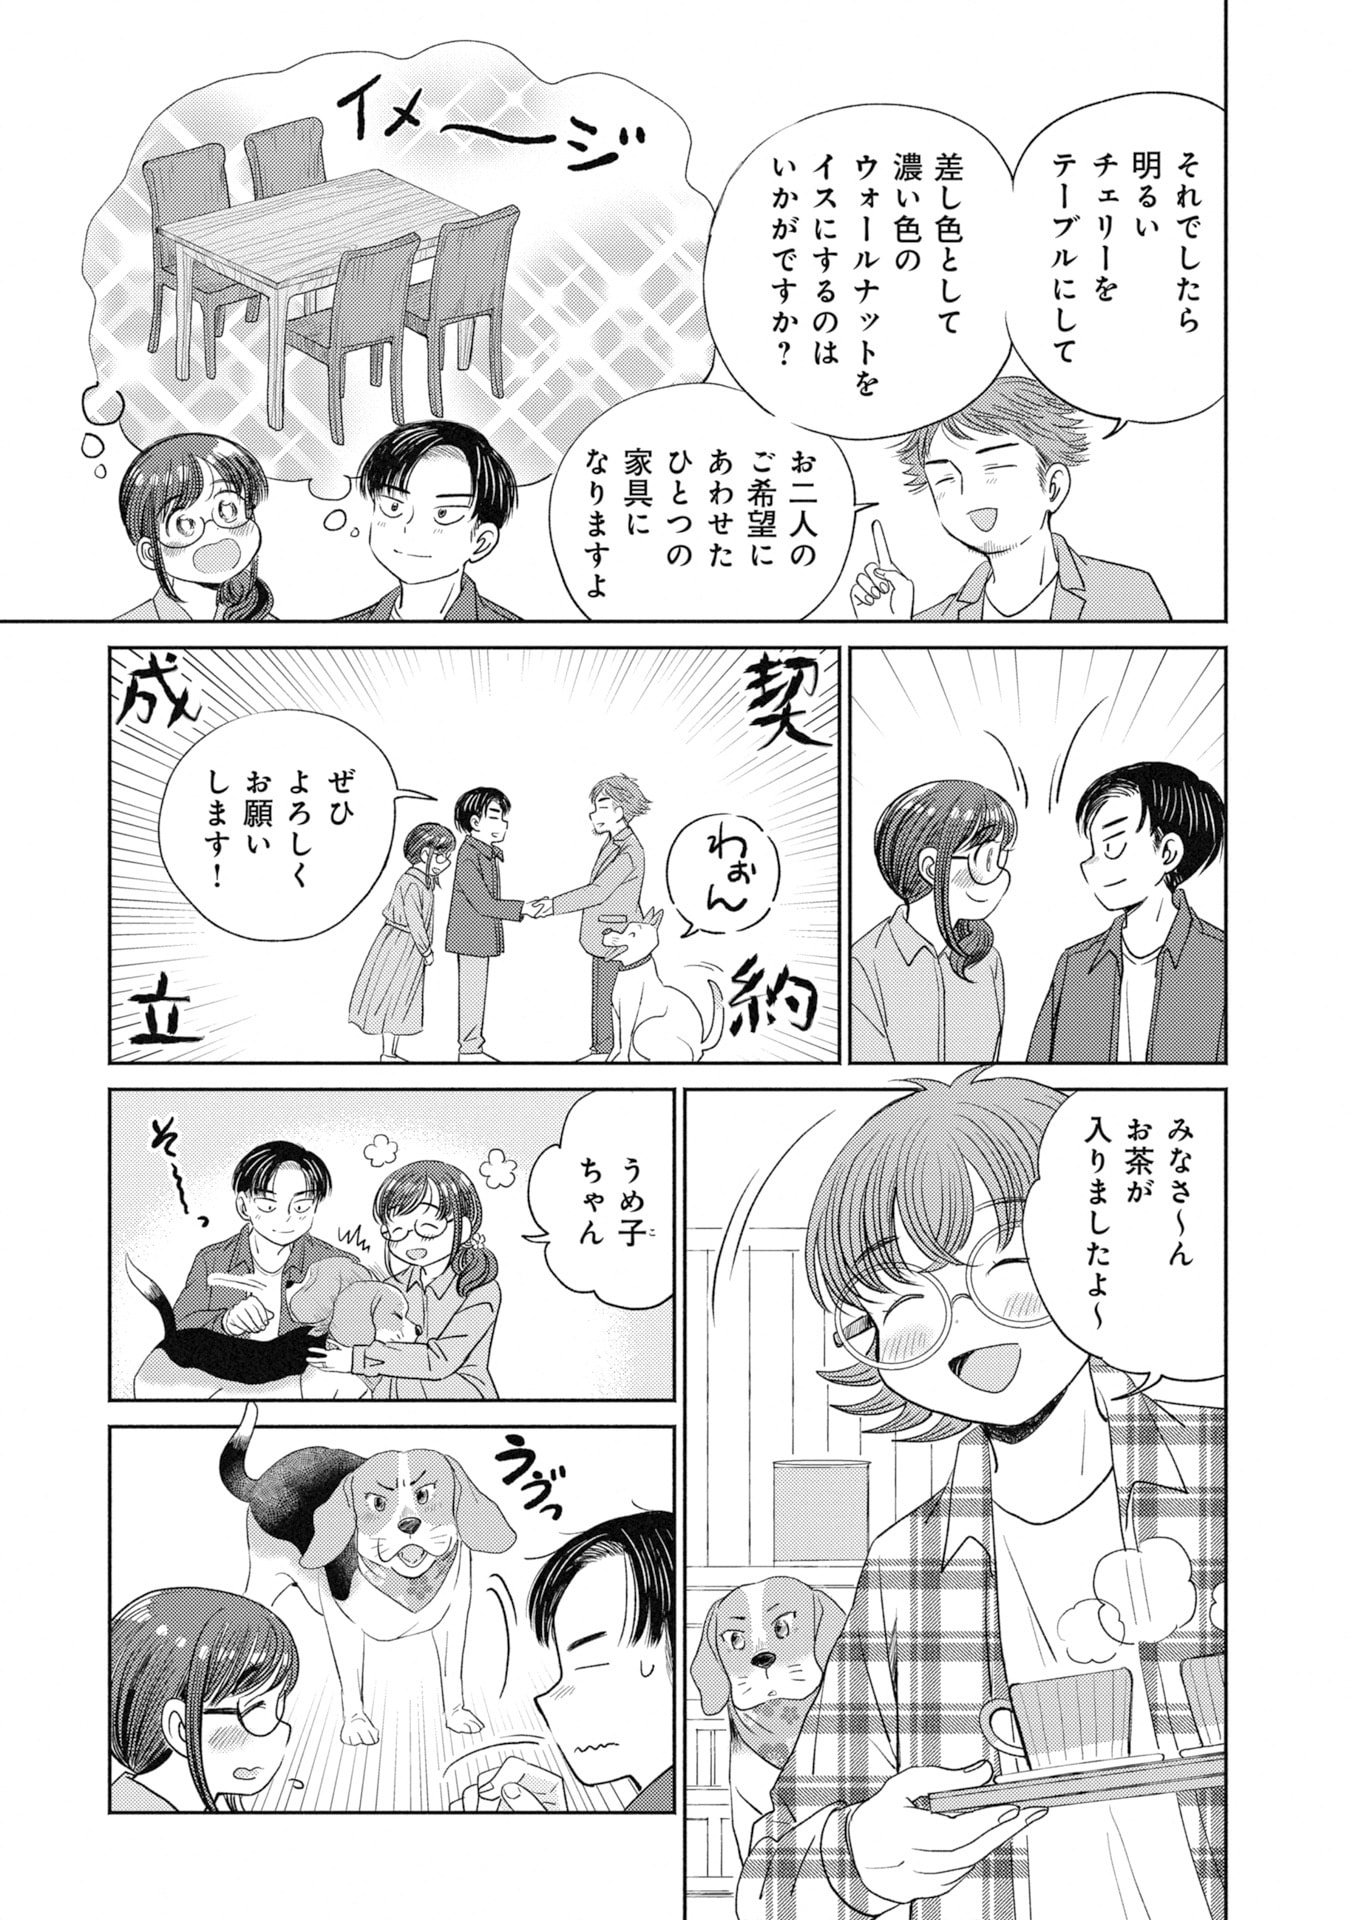 それでしたら
明るい
チェリーを
テーブルにして
差し色として
濃い色の
ウォールナットを
イスにするのは
いかがですか？
お二人の
ご希望に
あわせた
ひとつの
家具に
なりますよ
イメ〜ジ
契約
成立
ぜひ
よろしく
お願い
します！
わぉん
みなさ〜ん
お茶が
入りましたよ〜
うめ子
こ
ちゃん
そ〜っ
うヴっ